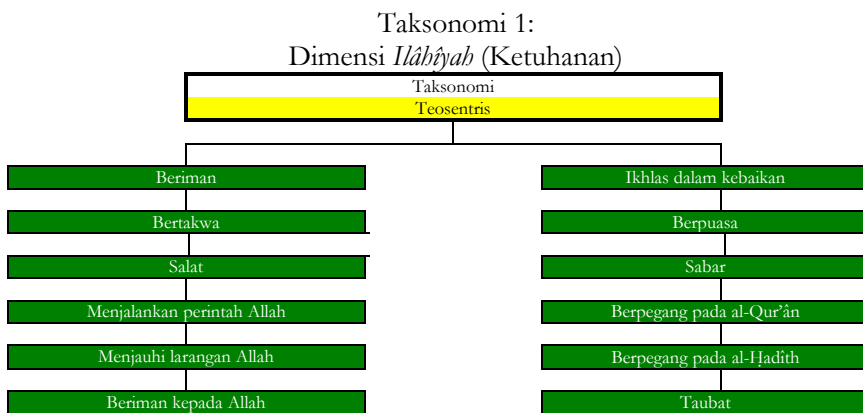 Taksonomi 1:
Dimensi Ilâhîyah (Ketuhanan)
Taksonomi
Teosentris
Beriman
Bertakwa
Salat
Menjalankan perintah Allah
Menjauhi larangan Allah
Beriman kepada Allah
Ikhlas dalam kebaikan
Berpuasa
Sabar
Berpegang pada al-Qur’ân
Berpegang pada al-Ḥadîth
Taubat